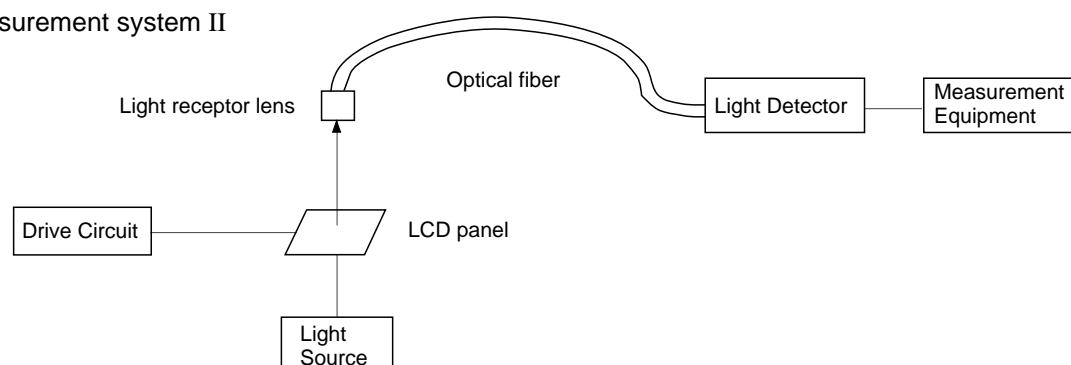 surement system II
Optical fiber
Light receptor lens
Light Detector
Measurement
Equipment
Drive Circuit
LCD panel
Light
Source